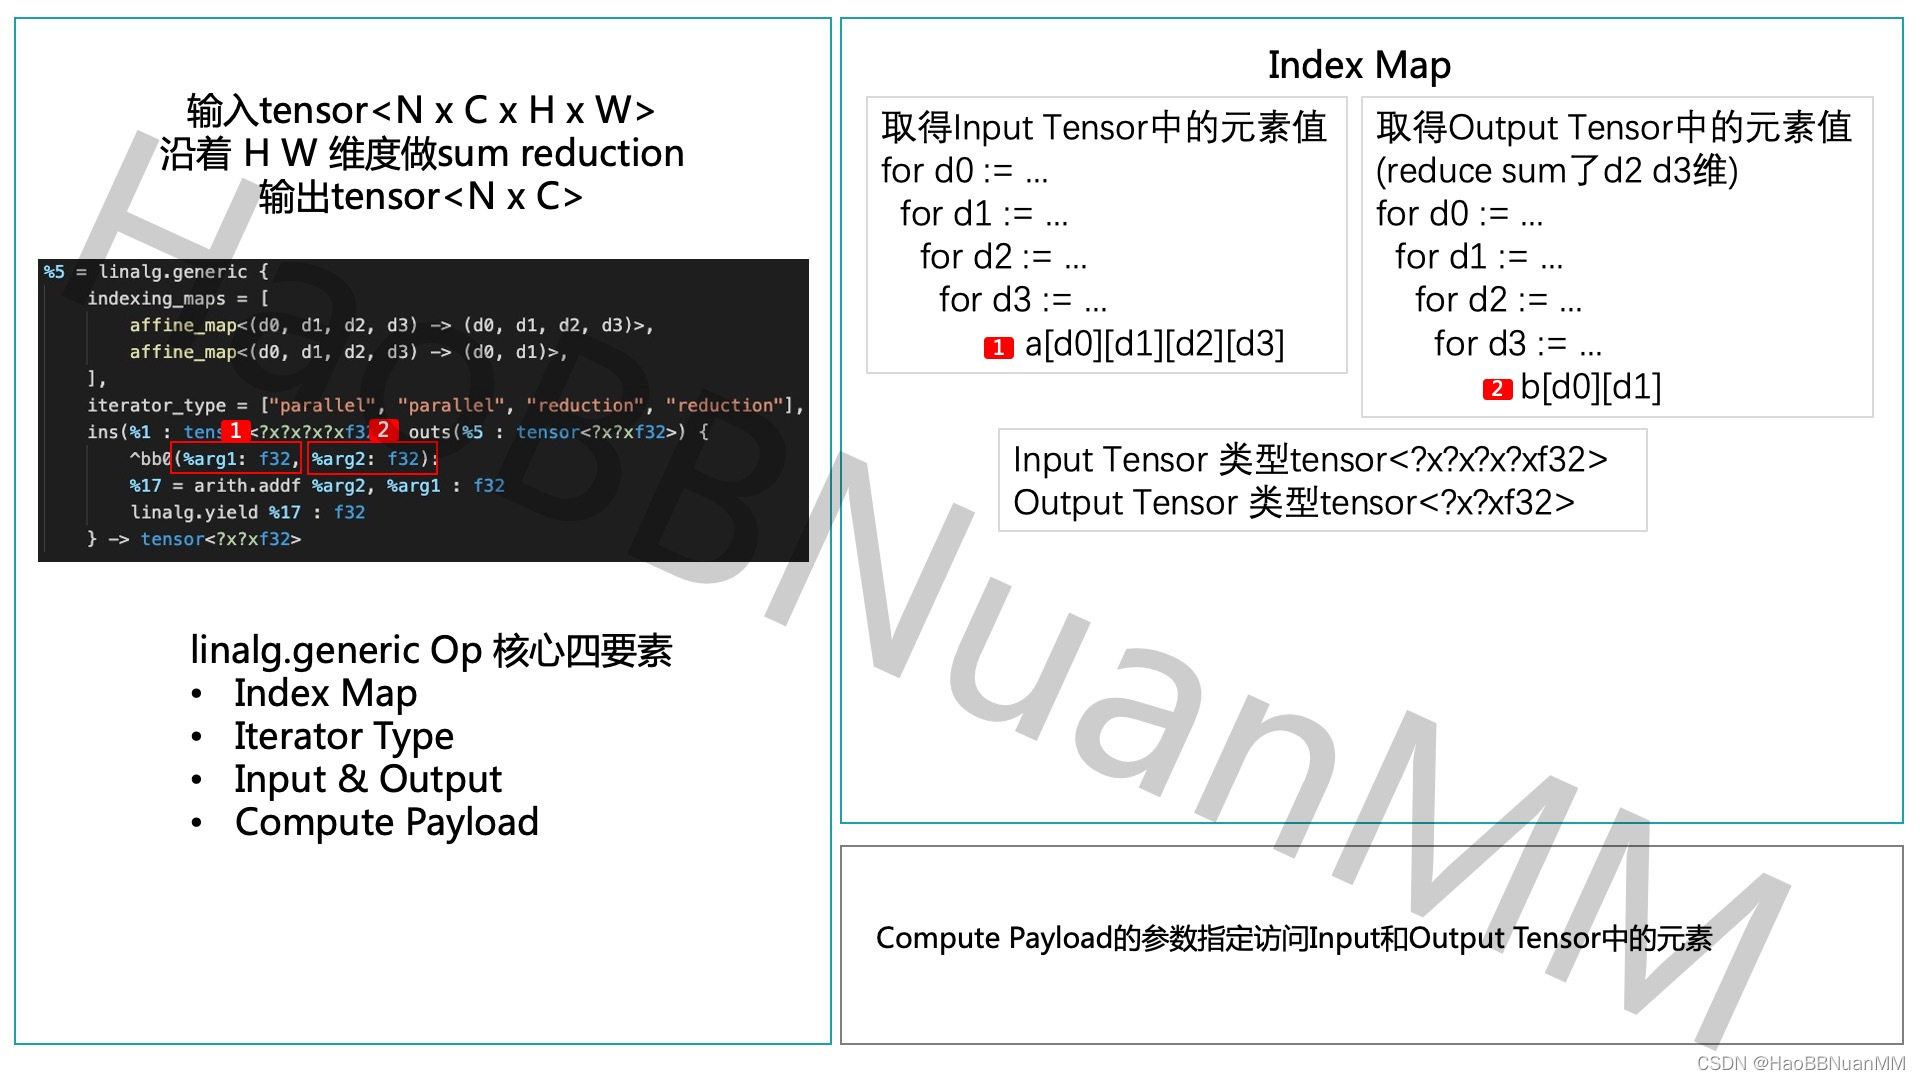 输入tensor<N x C x H x W>
沿着 H W 维度做sum reduction
输出tensor<N x C>
%5 = linalg.generic {
indexing_maps = [
affine_map<(d0, d1, d2, d3) -> (d0, d1, d2, d3)>,
affine_map<(d0, d1, d2, d3) -> (d0, d1)>,
],
iterator_type = ["parallel", "parallel", "reduction", "reduction"],
ins(%1 : tens 1 <?x?x?x?xf32 2 outs(%5 : tensor<?x?xf32>) {
^bb0(%arg1: f32, %arg2: f32):
%17 = arith.addf %arg2, %arg1 : f32
linalg.yield %17 : f32
} -> tensor<?x?xf32>
linalg.generic Op 核心四要素
• Index Map
• Iterator Type
• Input & Output
• Compute Payload
Index Map
取得Input Tensor中的元素值
for d0 := ...
for d1 := ...
for d2 := ...
for d3 := ...
1 a[d0][d1][d2][d3]
取得Output Tensor中的元素值
(reduce sum了d2 d3维)
for d0 := ...
for d1 := ...
for d2 := ...
for d3 := ...
2 b[d0][d1]
Input Tensor 类型tensor<?x?x?x?xf32>
Output Tensor 类型tensor<?x?xf32>
Compute Payload的参数指定访问Input和Output Tensor中的元素
HaoBBNuanMM
CSDN @HaoBBNuanMM